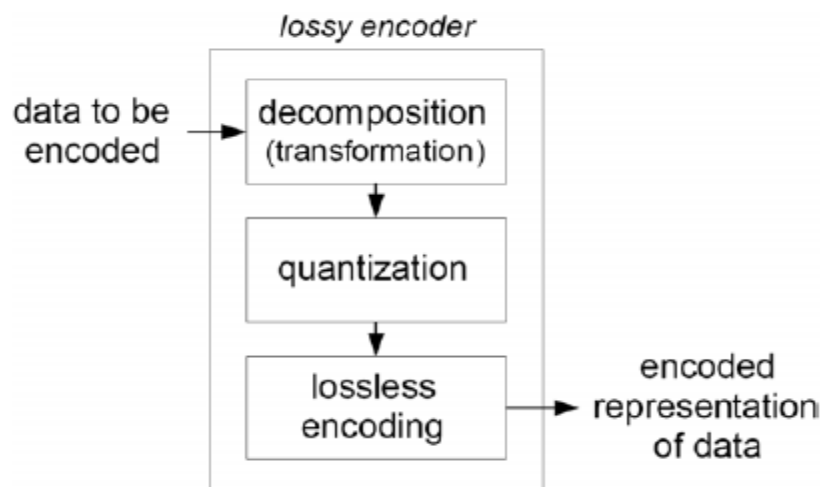 lossy encoder
data to be
encoded
decomposition
(transformation)
quantization
lossless
encoding
encoded
representation
of data